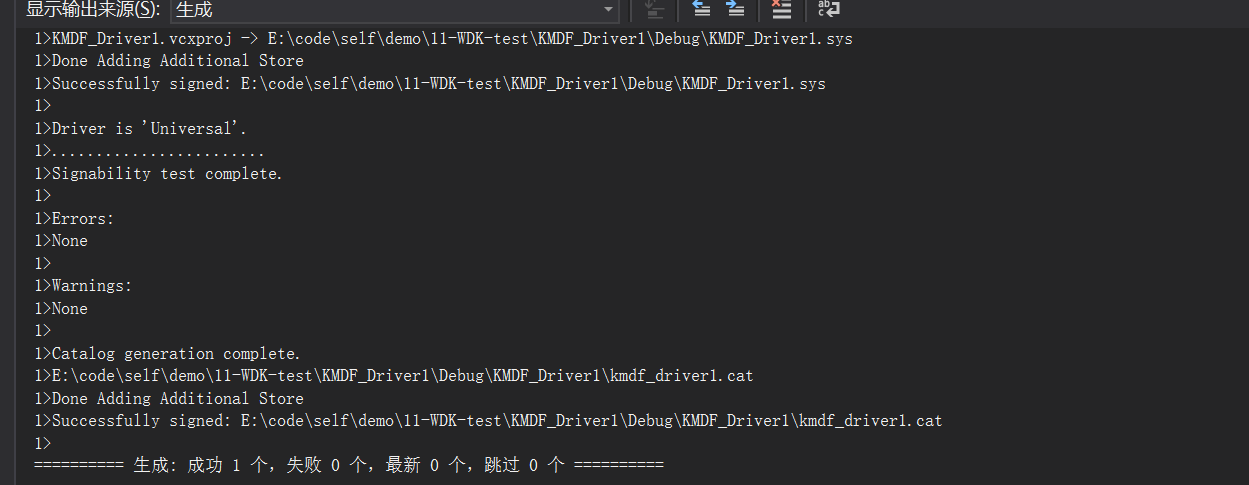 显示输出来源(S): 生成
1>KMDF_Driver1.vcxproj -> E:\code\self\demo\11-WDK-test\KMDF_Driver1\Debug\KMDF_Driver1.sys
1>Done Adding Additional Store
1>Successfully signed: E:\code\self\demo\11-WDK-test\KMDF_Driver1\Debug\KMDF_Driver1.sys
1>
1>Driver is 'Universal'.
1>........................
1>Signability test complete.
1>
1>Errors:
1>None
1>
1>Warnings:
1>None
1>
1>Catalog generation complete.
1>E:\code\self\demo\11-WDK-test\KMDF_Driver1\Debug\KMDF_Driver1\kmdf_driver1.cat
1>Done Adding Additional Store
1>Successfully signed: E:\code\self\demo\11-WDK-test\KMDF_Driver1\Debug\KMDF_Driver1\kmdf_driver1.cat
1>
========== 生成: 成功 1 个，失败 0 个，最新 0 个，跳过 0 个 ==========